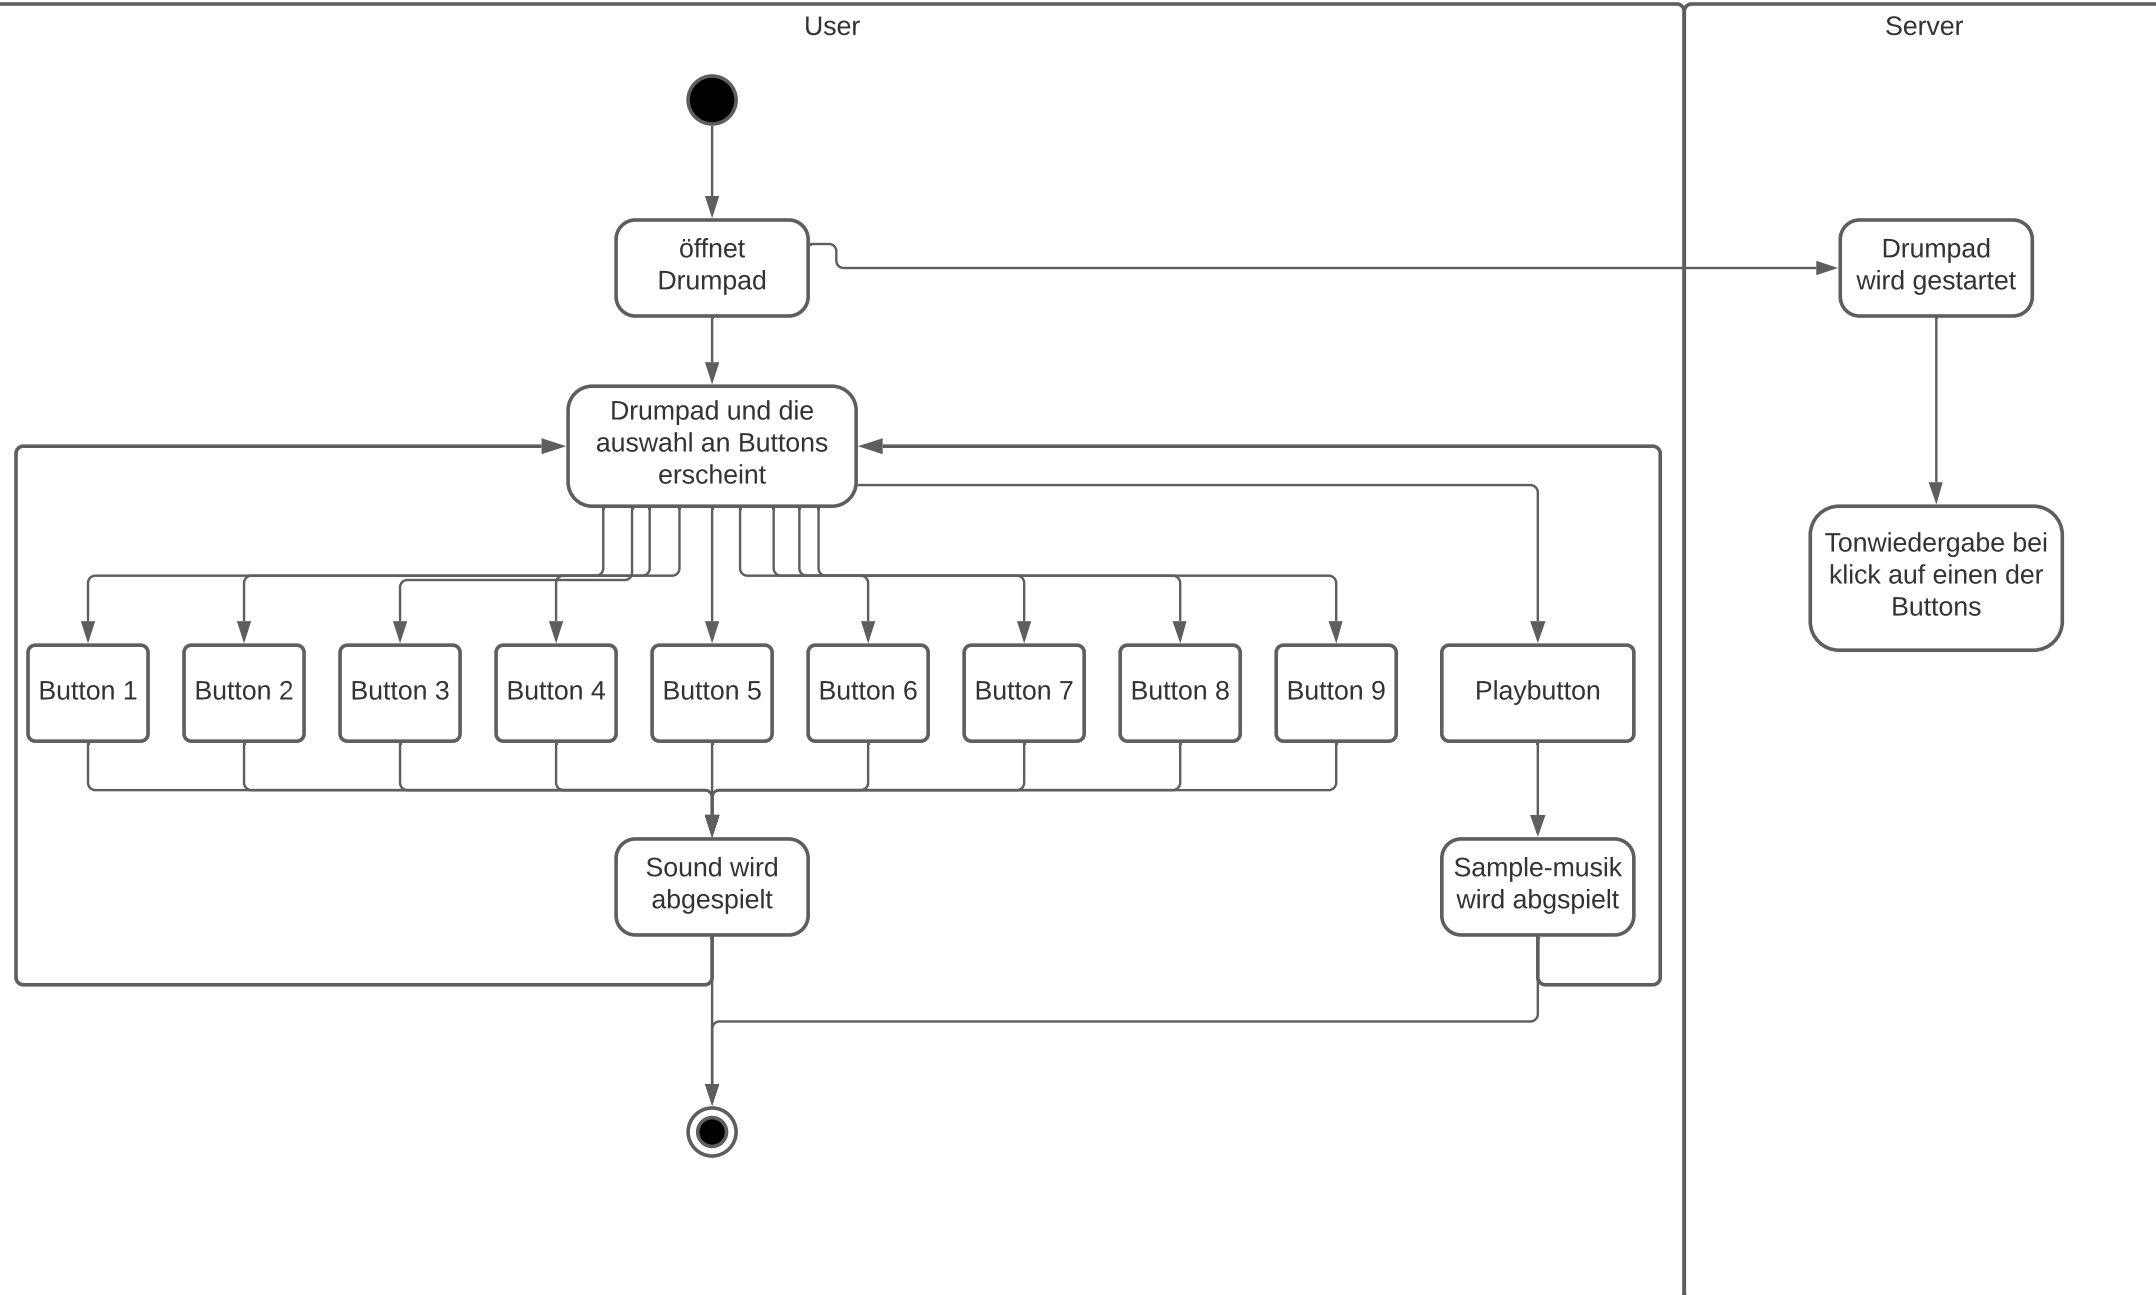 User
Server
öffnet
Drumpad
Drumpad
wird gestartet
Drumpad und die
auswahl an Buttons
erscheint
Tonwiedergabe bei
klick auf einen der
Buttons
Button 1
Button 2
Button 3
Button 4
Button 5
Button 6
Button 7
Button 8
Button 9
Playbutton
Sound wird
abgespielt
Sample-musik
wird abgspielt